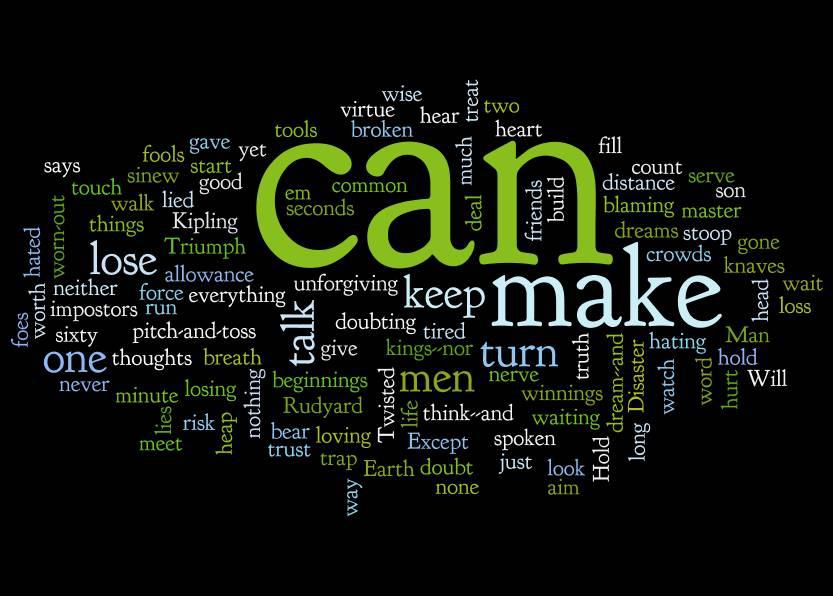 wise
treat
virtue
hear
two
tools
broken
heart
gave
yet
much
fill
fools
start
says
sinew
good
can
count
distance
serve
son
touch
em
common
friends
build
walk
lied
seconds
deal
blaming
master
worn-out
things
Kipling
dreams
stoop
hated
Triumph
crowds
gone
lose
allowance
unforgiving
knaves
neither
force
everything
keep
make
head
wait
worth
impostors
run
loss
foes
sixty
pitch-and-toss
talk
doubting
tired
truth
hating
Man
one
thoughts
breath
give
kings--nor
turn
dream--and
Disaster
hold
never
nothing
beginnings
men
nerve
watch
word
hurt
Will
minute
losing
Rudyard
Twisted
life
think--and
winnings
waiting
lies
risk
heap
bear
loving
Except
spoken
Hold
long
meet
trust
trap
Earth
doubt
just
look
way
none
aim